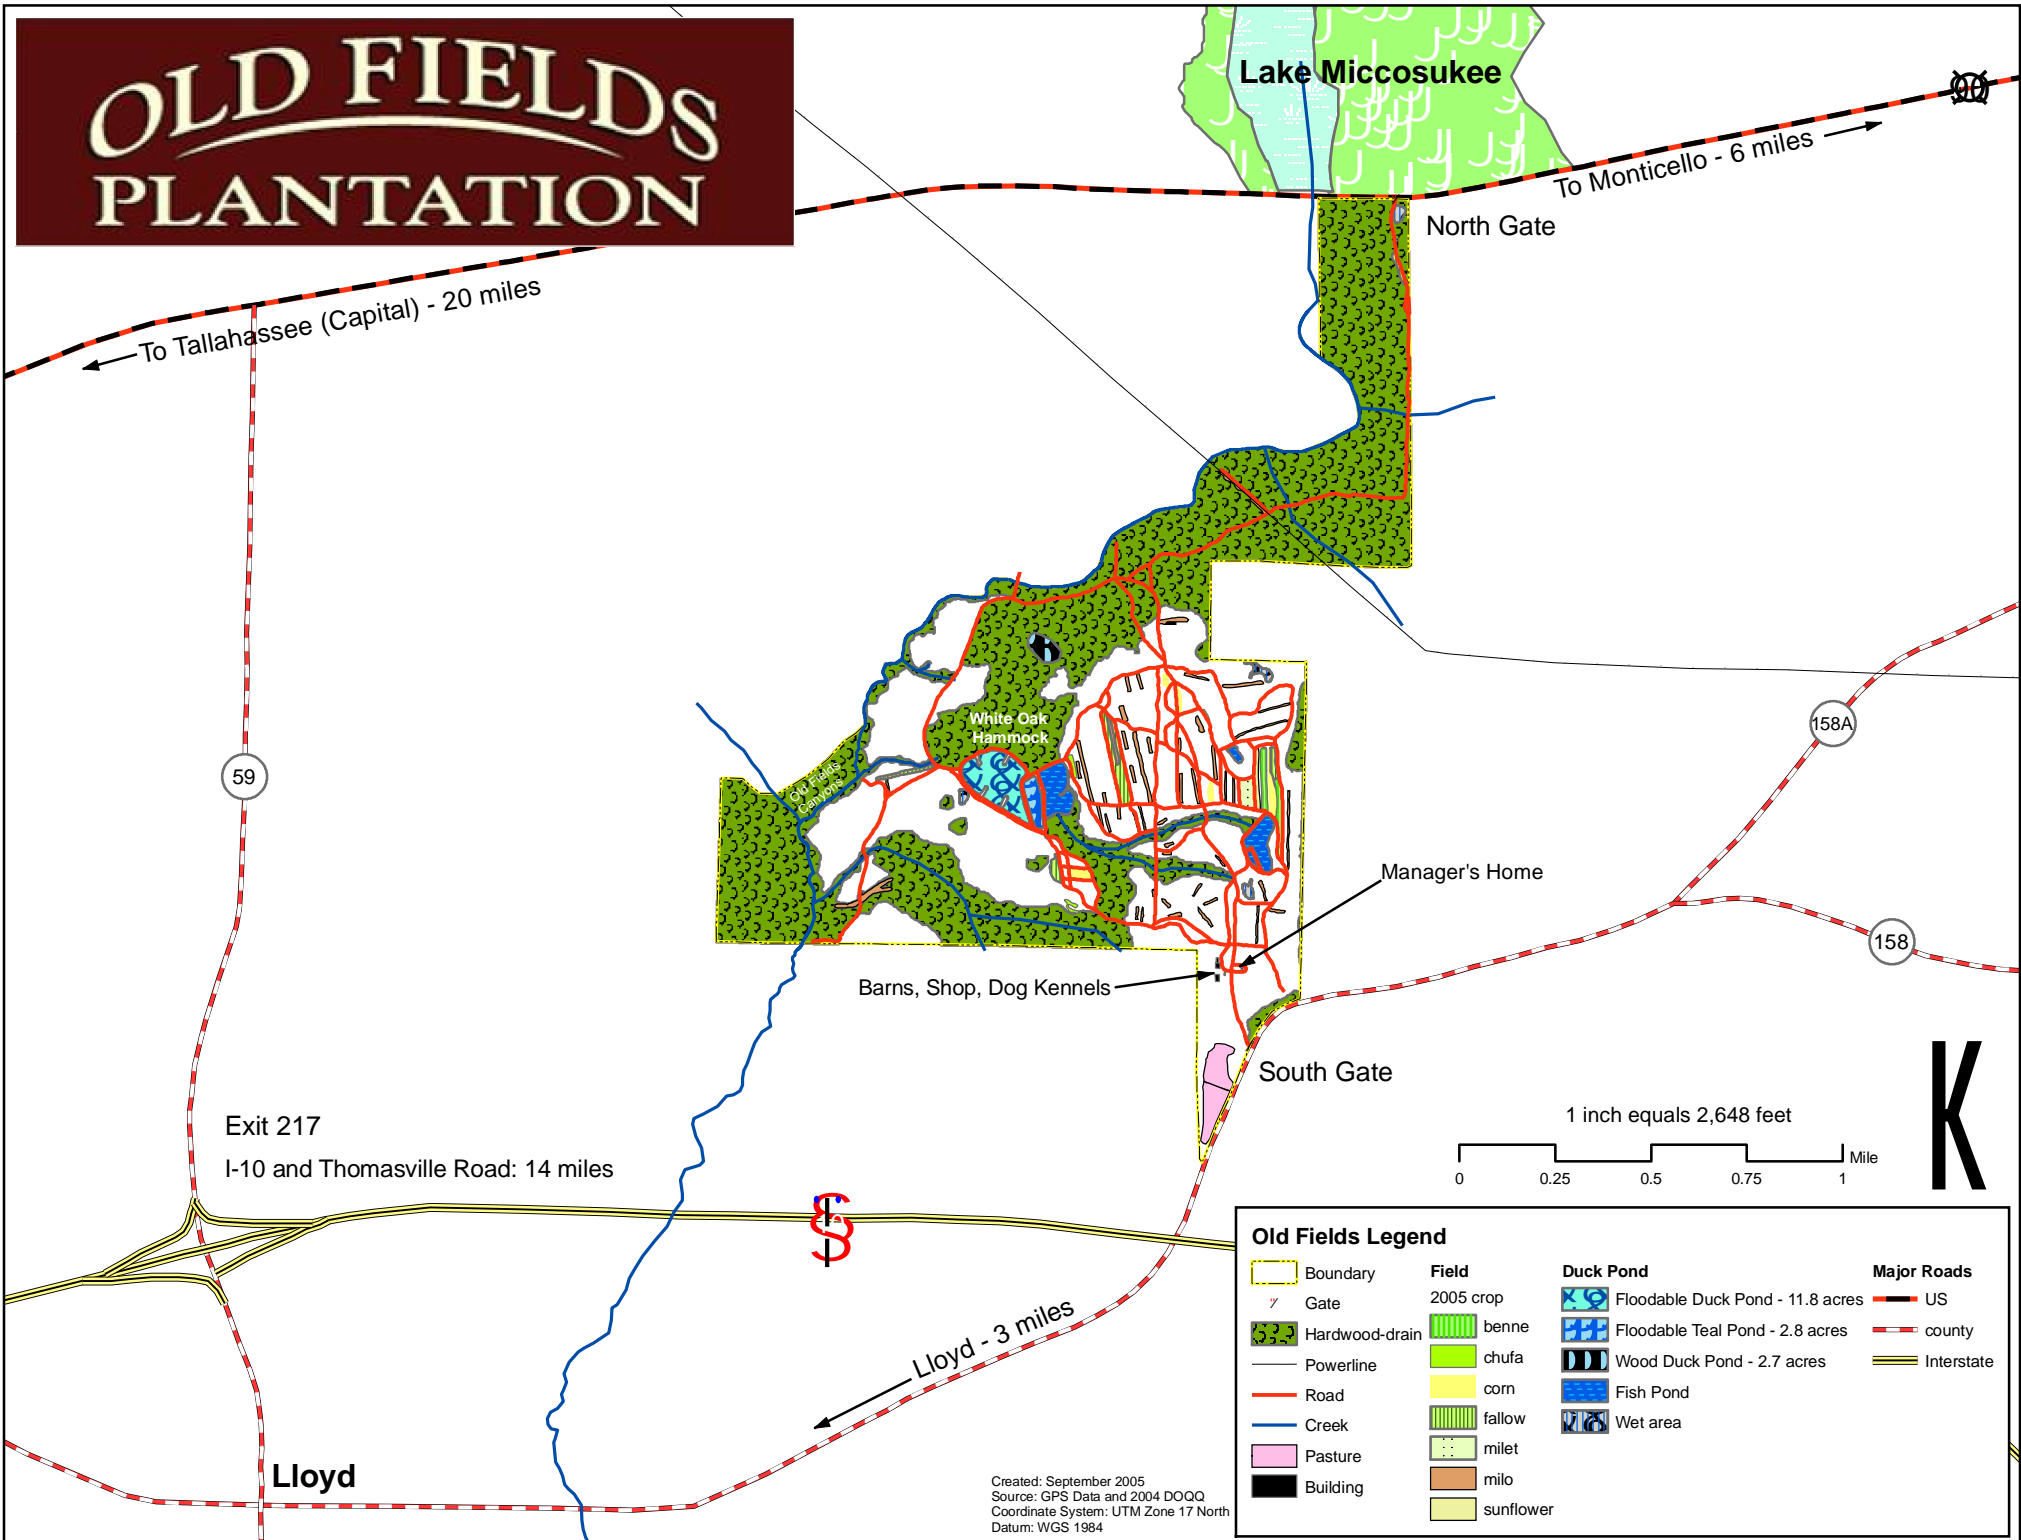 OLD FIELDS
PLANTATION
Lake Miccosukee
To Monticello - 6 miles
North Gate
To Tallahassee (Capital) - 20 miles
White Oak
Hammock
Old Fields
Canyons
59
158A
158
Manager's Home
Barns, Shop, Dog Kennels
South Gate
Exit 217
I-10 and Thomasville Road: 14 miles
1 inch equals 2,648 feet
0 0.25 0.5 0.75 1 Mile
K
Lloyd - 3 miles
Lloyd
Created: September 2005
Source: GPS Data and 2004 DOQQ
Coordinate System: UTM Zone 17 North
Datum: WGS 1984
Old Fields Legend
Boundary
Gate
Hardwood-drain
Powerline
Road
Creek
Pasture
Building
Field
2005 crop
benne
chufa
corn
fallow
milet
milo
sunflower
Duck Pond
Floodable Duck Pond - 11.8 acres
Floodable Teal Pond - 2.8 acres
Wood Duck Pond - 2.7 acres
Fish Pond
Wet area
Major Roads
US
county
Interstate